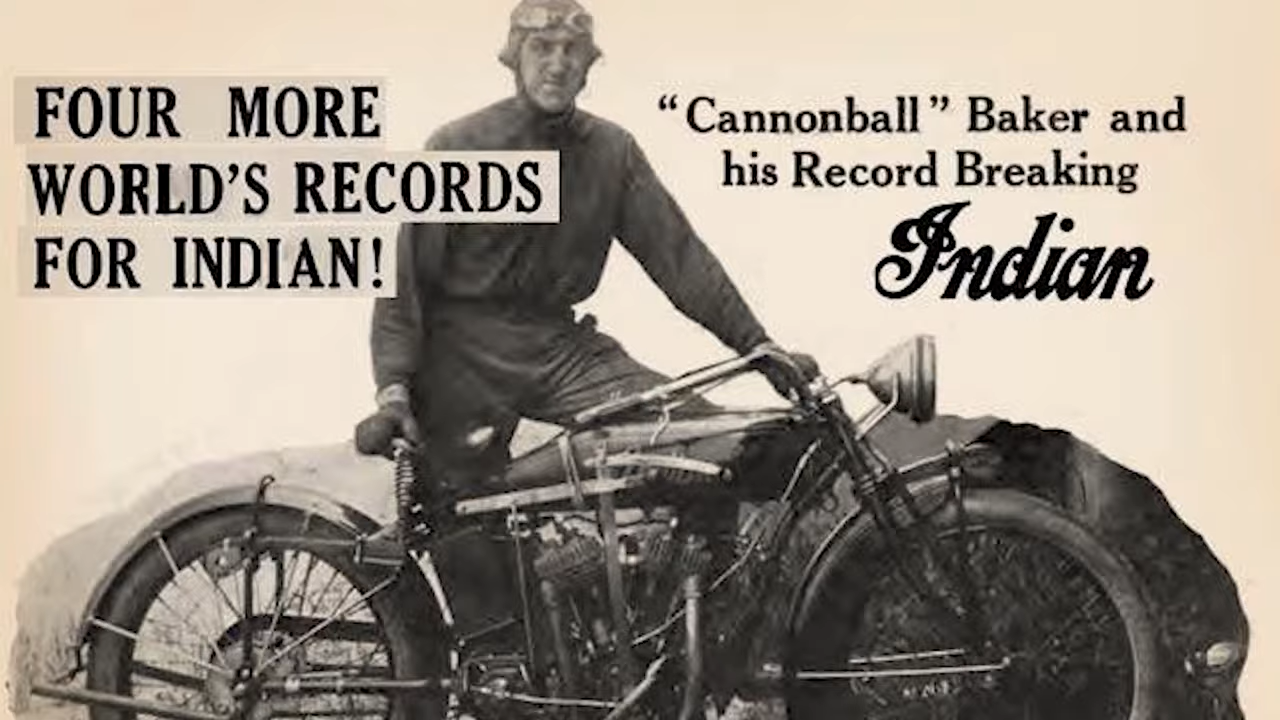 FOUR MORE
WORLD'S RECORDS
FOR INDIAN!
“Cannonball” Baker and
his Record Breaking
Indian